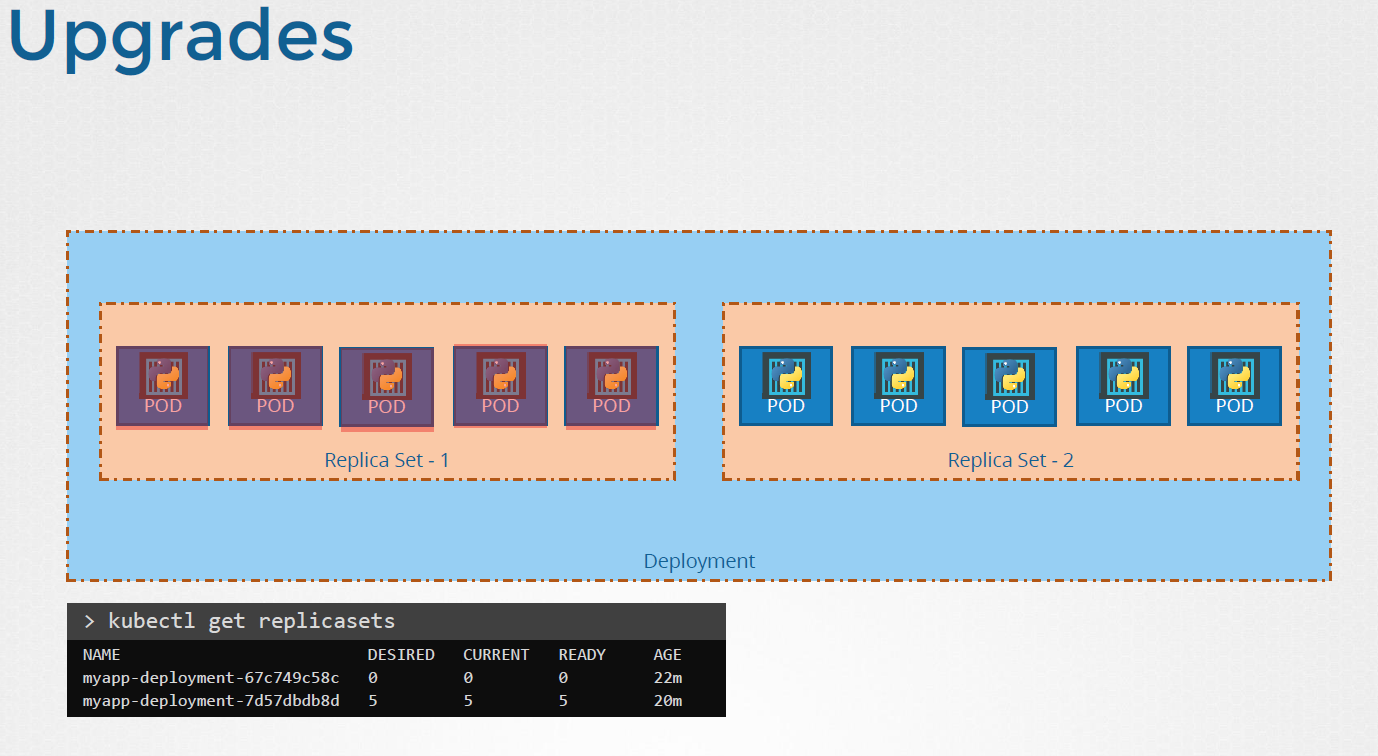 Upgrades
POD POD POD POD POD POD POD POD POD POD
Replica Set - 1 Replica Set - 2
Deployment
> kubectl get replicasets
NAME DESIRED CURRENT READY AGE
myapp-deployment-67c749c58c 0 0 0 22m
myapp-deployment-7d57dbdb8d 5 5 5 20m